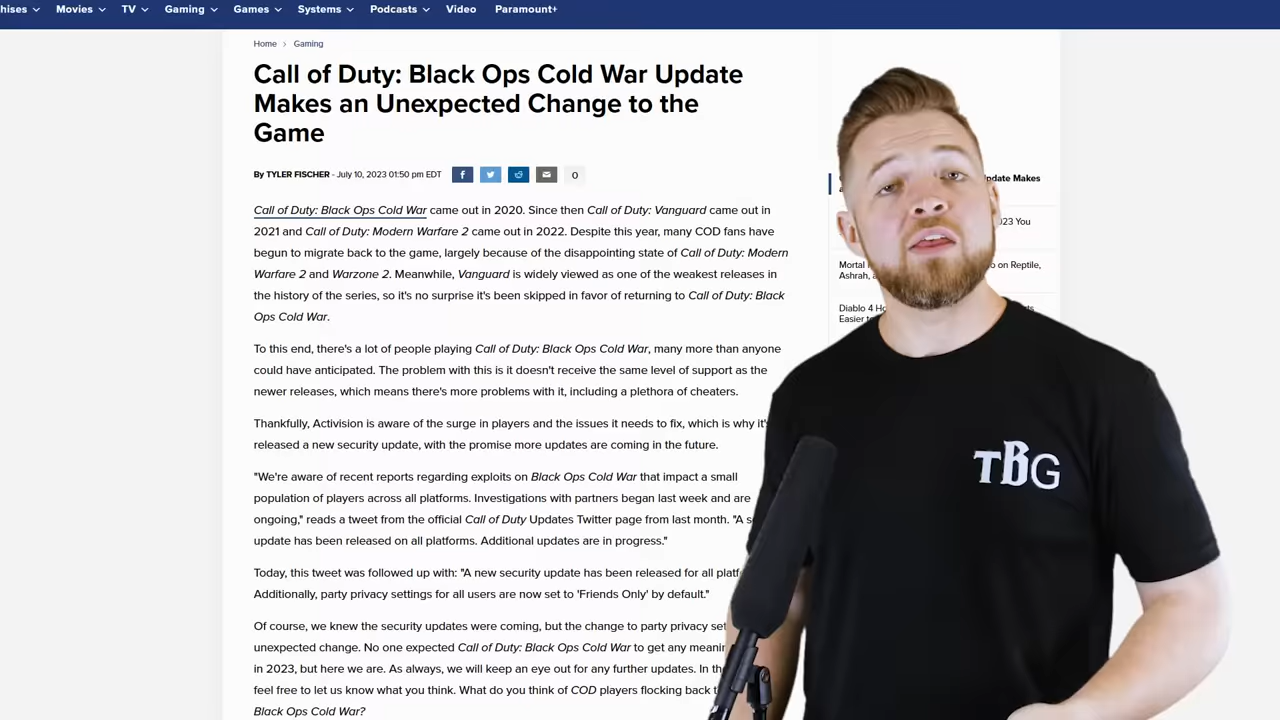 hises Movies TV Gaming Games Systems Podcasts Video Paramount+
Home > Gaming
Call of Duty: Black Ops Cold War Update
Makes an Unexpected Change to the
Game
By TYLER FISCHER - July 10, 2023 01:50 pm EDT
0
Call of Duty: Black Ops Cold War came out in 2020. Since then Call of Duty: Vanguard came out in
2021 and Call of Duty: Modern Warfare 2 came out in 2022. Despite this year, many COD fans have
begun to migrate back to the game, largely because of the disappointing state of Call of Duty: Modern
Warfare 2 and Warzone 2. Meanwhile, Vanguard is widely viewed as one of the weakest releases in
the history of the series, so it's no surprise it's been skipped in favor of returning to Call of Duty: Black
Ops Cold War.
To this end, there's a lot of people playing Call of Duty: Black Ops Cold War, many more than anyone
could have anticipated. The problem with this is it doesn't receive the same level of support as the
newer releases, which means there's more problems with it, including a plethora of cheaters.
Thankfully, Activision is aware of the surge in players and the issues it needs to fix, which is why it's
released a new security update, with the promise more updates are coming in the future.
"We're aware of recent reports regarding exploits on Black Ops Cold War that impact a small
population of players across all platforms. Investigations with partners began last week and are
ongoing," reads a tweet from the official Call of Duty Updates Twitter page from last month. "A
update has been released on all platforms. Additional updates are in progress."
Today, this tweet was followed up with: "A new security update has been released for all
Additionally, party privacy settings for all users are now set to 'Friends Only' by default."
Of course, we knew the security updates were coming, but the change to party privacy
unexpected change. No one expected Call of Duty: Black Ops Cold War to get any
in 2023, but here we are. As always, we will keep an eye out for any further updates. In
feel free to let us know what you think. What do you think of COD players flocking back
Black Ops Cold War?
pdate Makes
023 You
Mortal
o on Reptile,
Ashrah,
Diablo 4
Easier
TBG